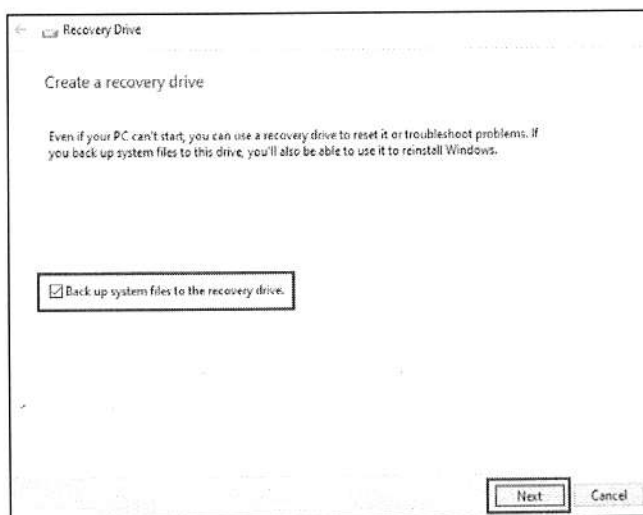 Recovery Drive
Create a recovery drive
Even if your PC can't start, you can use a recovery drive to reset it or troubleshoot problems. If
you back up system files to this drive, you'll also be able to use it to reinstall Windows.
Back up system files to the recovery drive.
Next Cancel